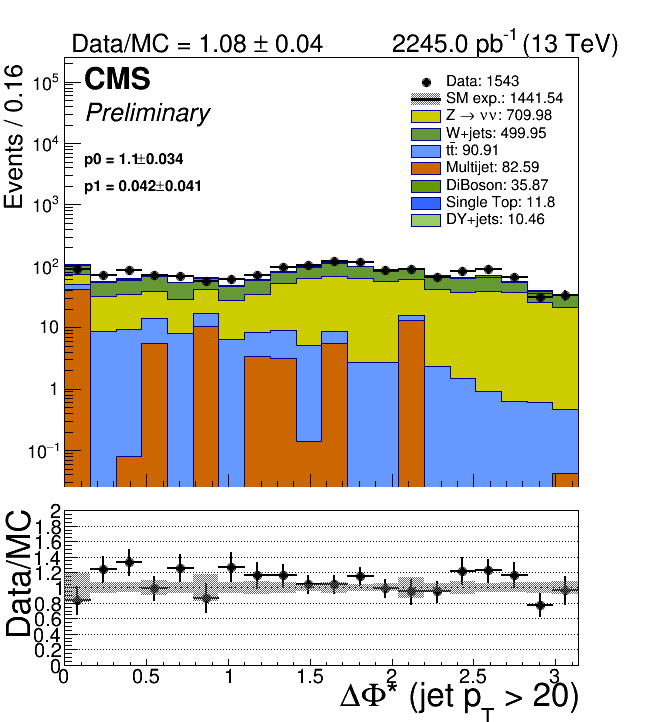 Data/MC = 1.08 ± 0.04 2245.0 pb⁻¹ (13 TeV)
CMS
Preliminary
p0 = 1.1±0.034
p1 = 0.042±0.041
Data: 1543
SM exp.: 1441.54
Z → νν: 709.98
W+jets: 499.95
tt̄: 90.91
Multijet: 82.59
DiBoson: 35.87
Single Top: 11.8
DY+jets: 10.46
Events / 0.16
10⁵
10⁴
10³
10²
10
1
10⁻¹
Data/MC
2
1.8
1.6
1.4
1.2
1
0.8
0.6
0.4
0.2
0
0 0.5 1 1.5 2 2.5 3
ΔΦ* (jet p_T > 20)